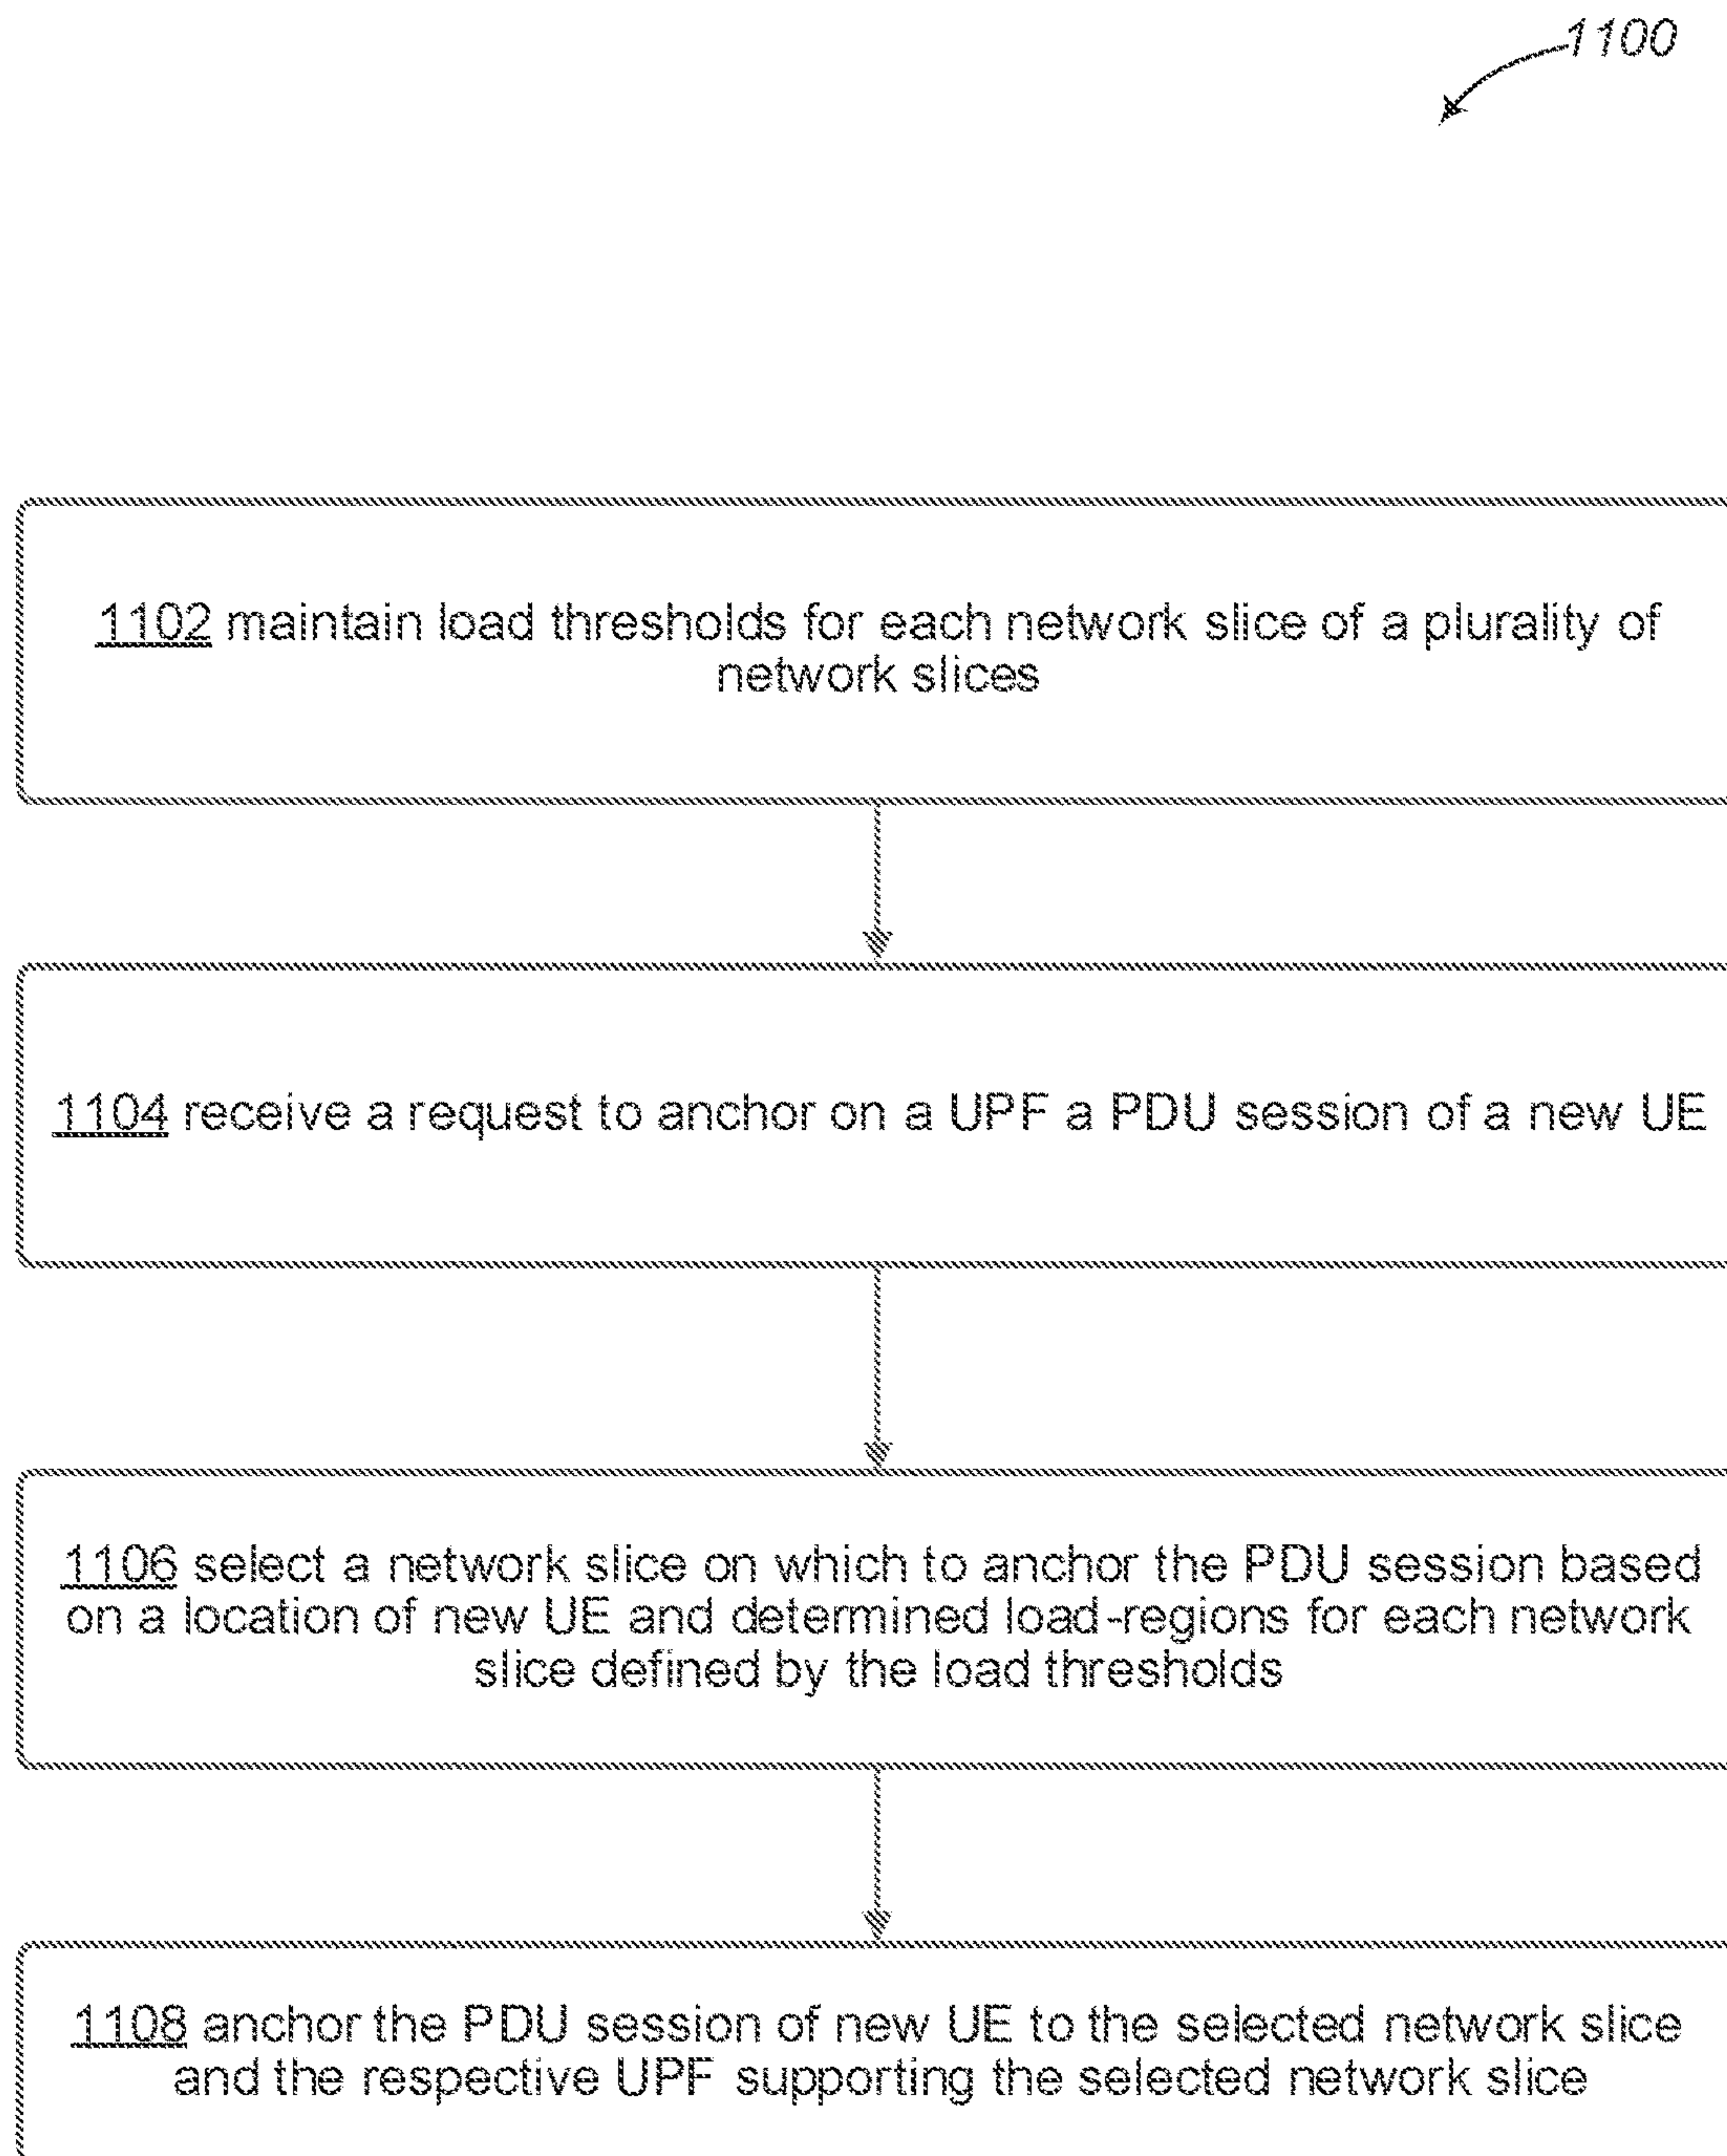 1100
1102 maintain load thresholds for each network slice of a plurality of
network slices
1104 receive a request to anchor on a UPF a PDU session of a new UE
1106 select a network slice on which to anchor the PDU session based
on a location of new UE and determined load-regions for each network
slice defined by the load thresholds
1108 anchor the PDU session of new UE to the selected network slice
and the respective UPF supporting the selected network slice